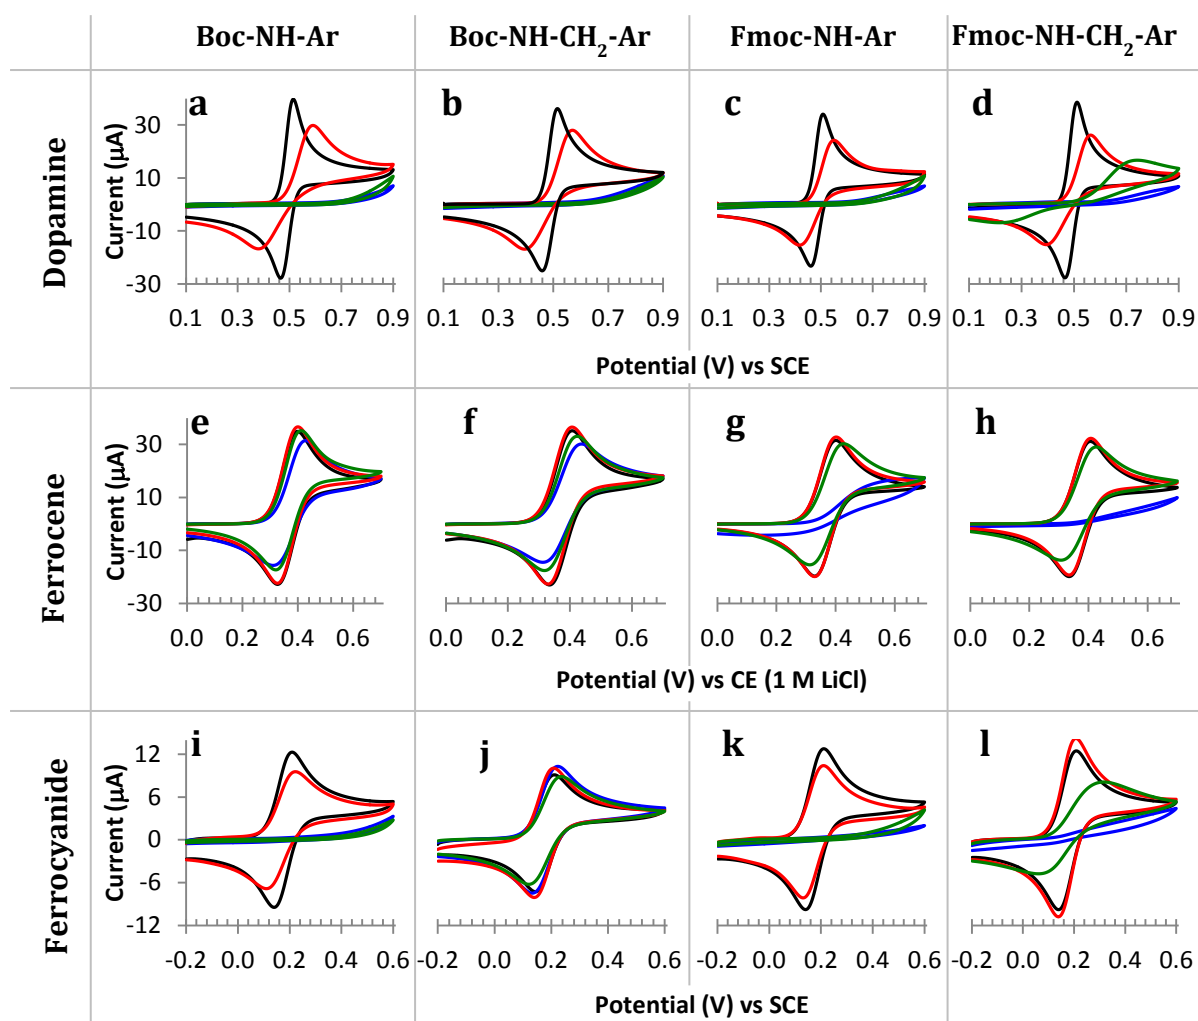 Boc-NH-Ar Boc-NH-CH2-Ar Fmoc-NH-Ar Fmoc-NH-CH2-Ar
Dopamine
Current (µA)
a b c d
30
10
-10
-30
0.1 0.3 0.5 0.7 0.9 0.1 0.3 0.5 0.7 0.9 0.1 0.3 0.5 0.7 0.9 0.1 0.3 0.5 0.7 0.9
Potential (V) vs SCE
Ferrocene
Current (µA)
e f g h
30
10
-10
-30
0.0 0.2 0.4 0.6 0.0 0.2 0.4 0.6 0.0 0.2 0.4 0.6 0.0 0.2 0.4 0.6
Potential (V) vs CE (1 M LiCl)
Ferrocyanide
Current (µA)
i j k l
12
6
0
-6
-12
-0.2 0.0 0.2 0.4 0.6 -0.2 0.0 0.2 0.4 0.6 -0.2 0.0 0.2 0.4 0.6 -0.2 0.0 0.2 0.4 0.6
Potential (V) vs SCE